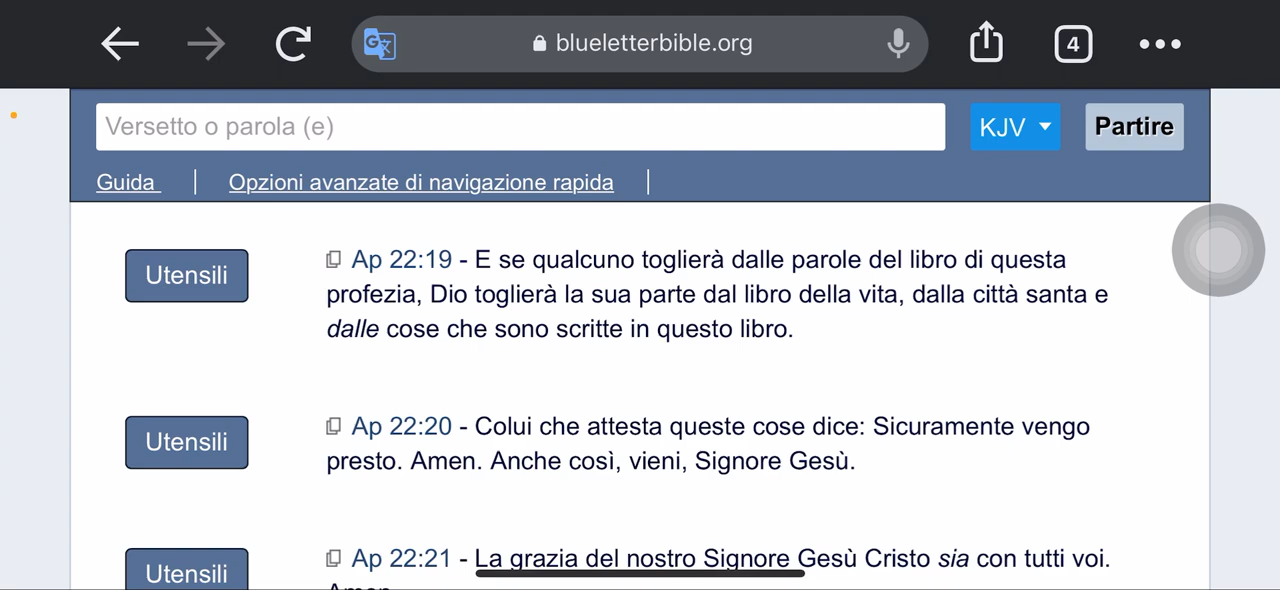 4
blueletterbible.org
Versetto o parola (e)
KJV
Partire
Guida
Opzioni avanzate di navigazione rapida
Utensili
Ap 22:19 - E se qualcuno toglierà dalle parole del libro di questa
profezia, Dio toglierà la sua parte dal libro della vita, dalla città santa e
dalle cose che sono scritte in questo libro.
Utensili
Ap 22:20 - Colui che attesta queste cose dice: Sicuramente vengo
presto. Amen. Anche così, vieni, Signore Gesù.
Utensili
Ap 22:21 - La grazia del nostro Signore Gesù Cristo sia con tutti voi.